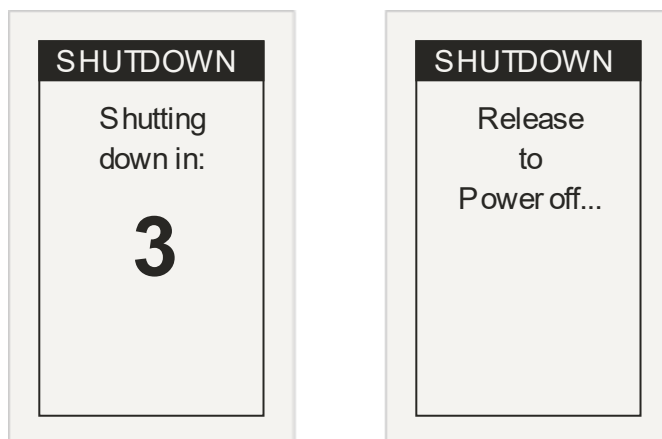 SHUTDOWN
Shutting
down in:
3
SHUTDOWN
Release
to
Power off...